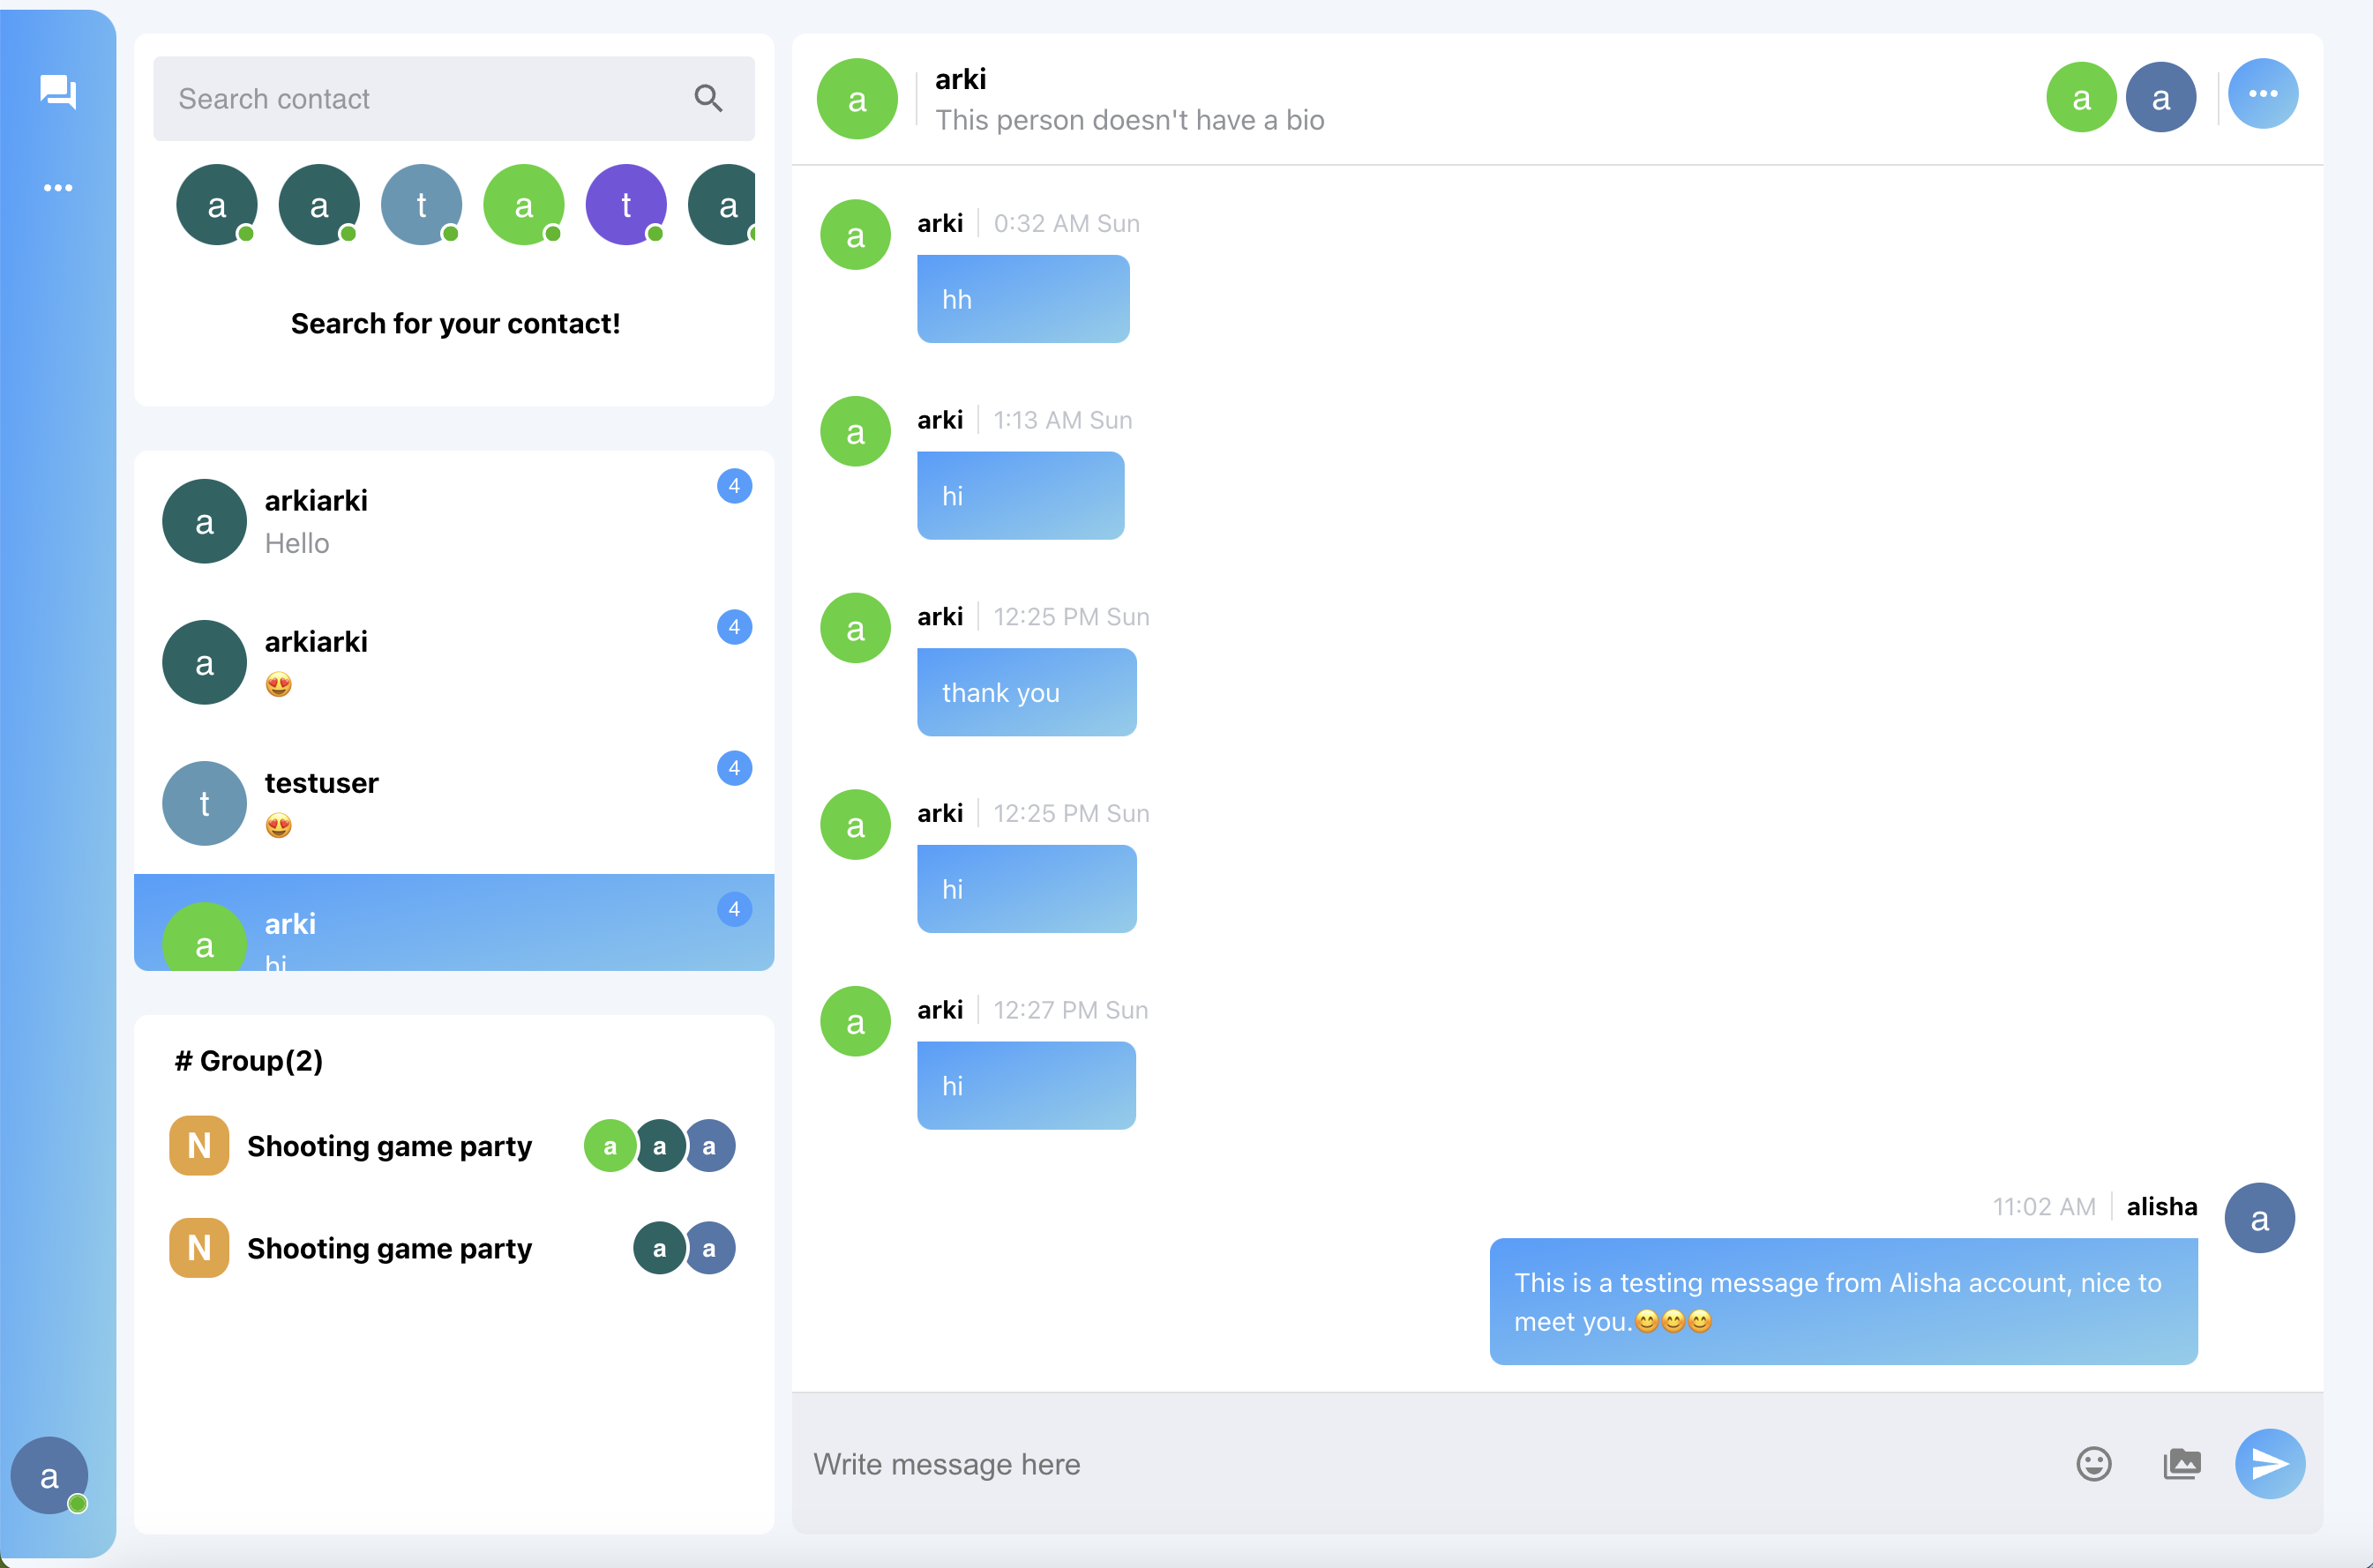 Search contact
a a t a t a
Search for your contact!
a
arkiarki
4
Hello
a
arkiarki
4
😍
t
testuser
4
😍
a
arki
4
hi
# Group(2)
N Shooting game party a a a
N Shooting game party a a
a
a
arki
This person doesn't have a bio
a a
a
arki 0:32 AM Sun
hh
a
arki 1:13 AM Sun
hi
a
arki 12:25 PM Sun
thank you
a
arki 12:25 PM Sun
hi
a
arki 12:27 PM Sun
hi
11:02 AM alisha
a
This is a testing message from Alisha account, nice to
meet you.😊😊😊
Write message here